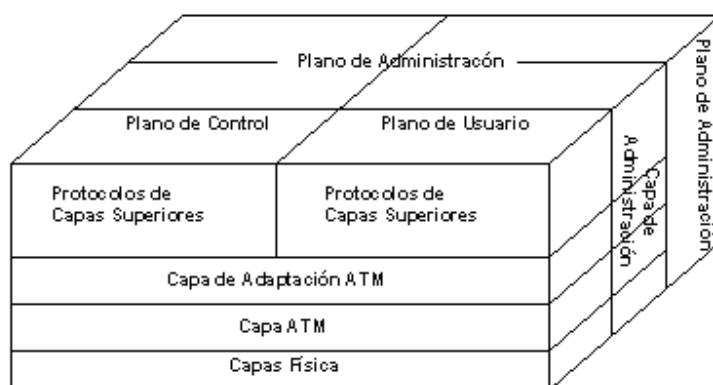 Plano de Administracón
Plano de Control
Plano de Usuario
Protocolos de
Capas Superiores
Protocolos de
Capas Superiores
Capa de Adaptación ATM
Capa ATM
Capas Física
Capa de
Administración
Plano de Administración